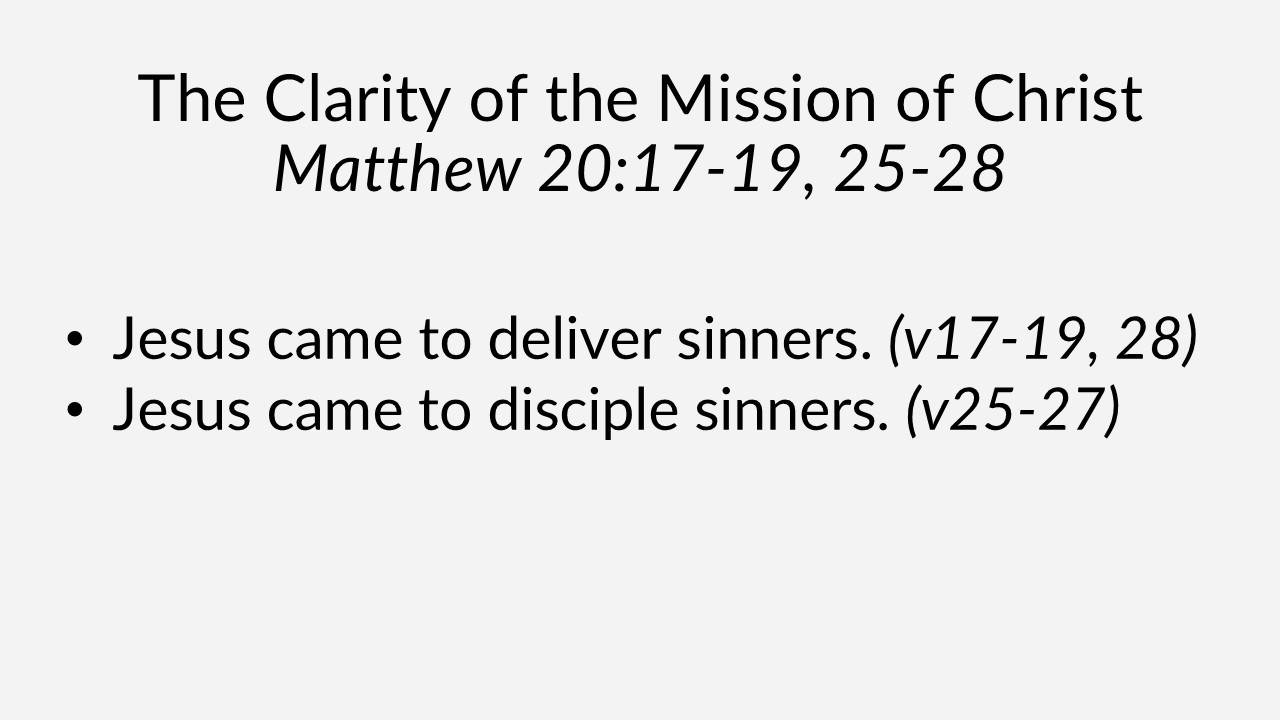 The Clarity of the Mission of Christ
Matthew 20:17-19, 25-28
• Jesus came to deliver sinners. (v17-19, 28)
• Jesus came to disciple sinners. (v25-27)